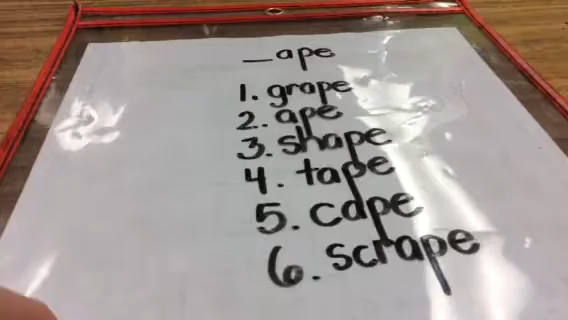 _ape
1. grape
2. ape
3. shape
4. tape
5. cape
6. scrape